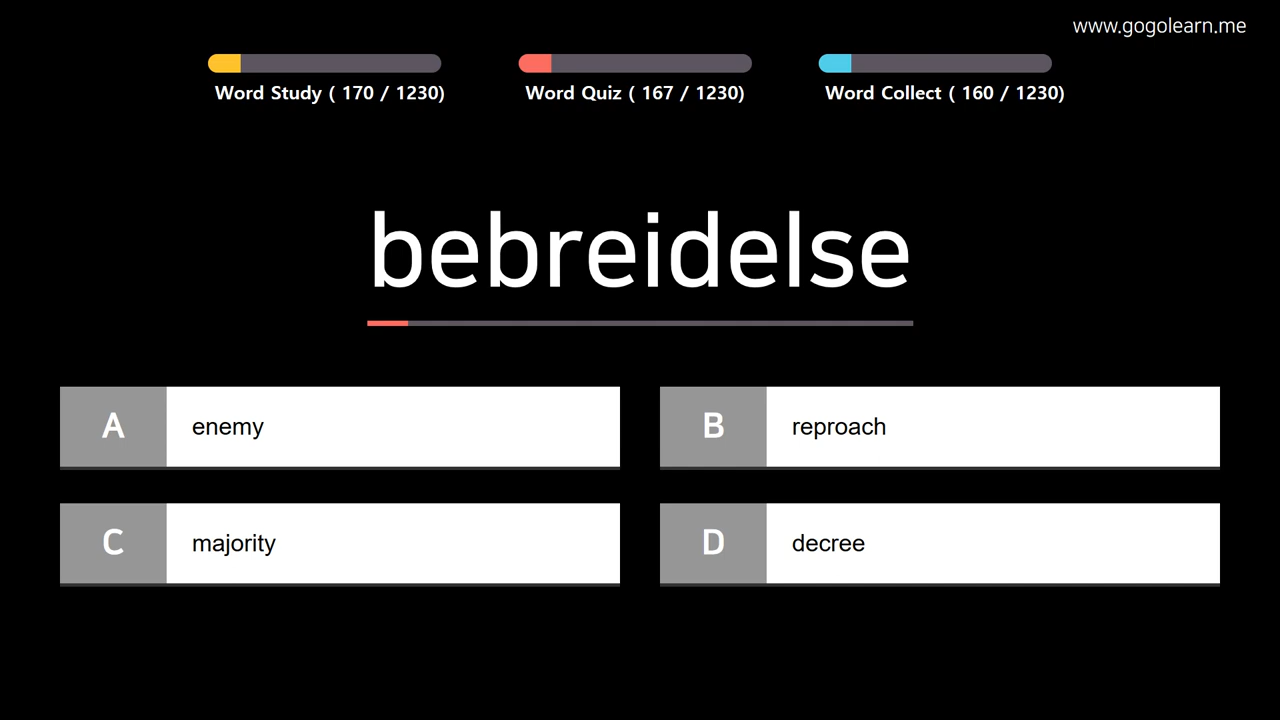 www.gogolearn.me
Word Study ( 170 / 1230)
Word Quiz ( 167 / 1230)
Word Collect ( 160 / 1230)
bebreidelse
A enemy
B reproach
C majority
D decree